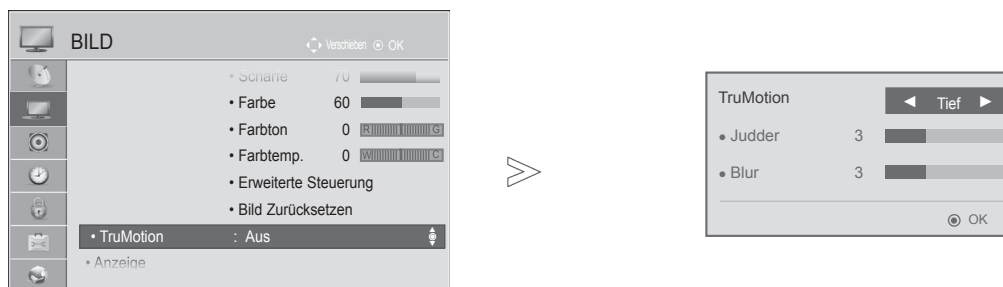 BILD
Verschieben OK
• Schärfe 70
• Farbe 60
• Farbton 0 R G
• Farbtemp. 0 W C
• Erweiterte Steuerung
• Bild Zurücksetzen
• TruMotion : Aus
• Anzeige
TruMotion ◄ Tief ►
• Judder 3
• Blur 3
OK